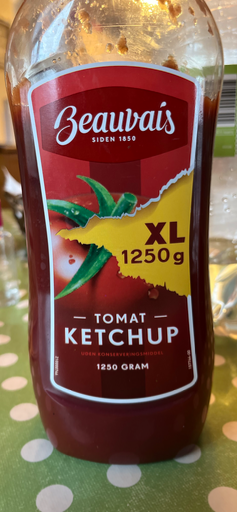 Beauvais
SIDEN 1850
XL
1250g
TOMAT
KETCHUP
UDEN KONSERVERINGSMIDDEL
1250 GRAM